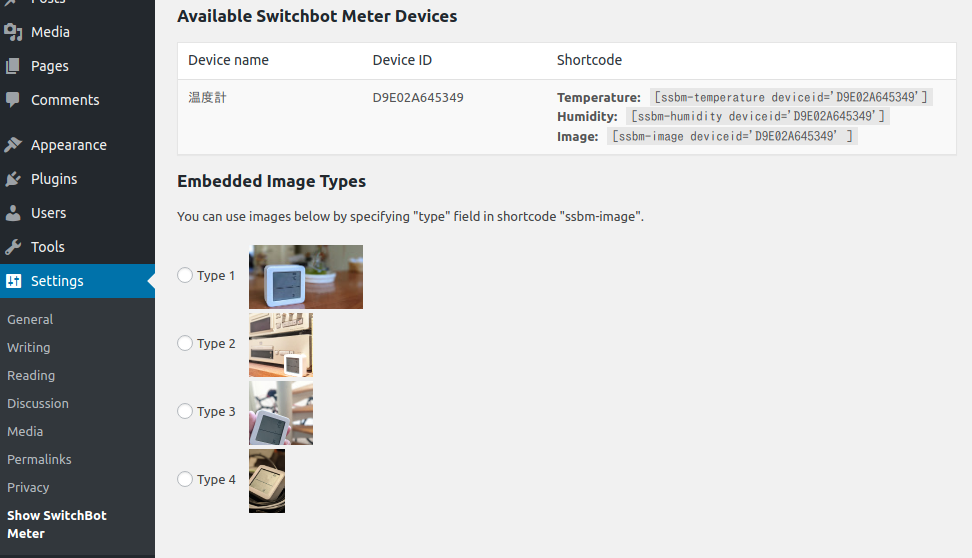 Posts
Media
Pages
Comments
Appearance
Plugins
Users
Tools
Settings
General
Writing
Reading
Discussion
Media
Permalinks
Privacy
Show SwitchBot
Meter
Available Switchbot Meter Devices
Device name Device ID Shortcode
温度計 D9E02A645349 Temperature: [ssbm-temperature deviceid='D9E02A645349']
Humidity: [ssbm-humidity deviceid='D9E02A645349']
Image: [ssbm-image deviceid='D9E02A645349' ]
Embedded Image Types
You can use images below by specifying "type" field in shortcode "ssbm-image".
Type 1
Type 2
Type 3
Type 4